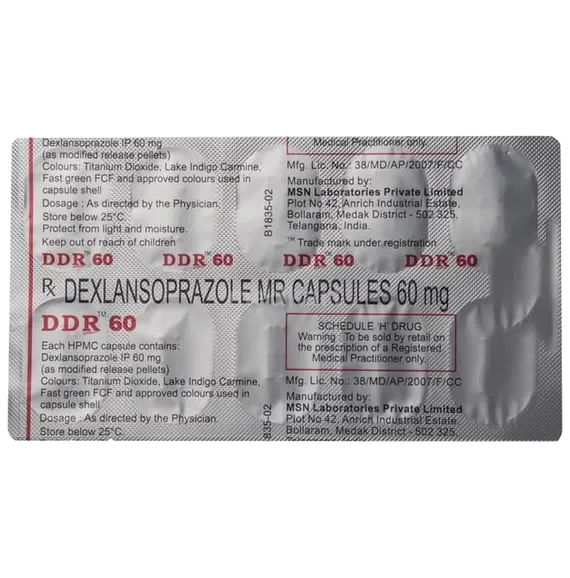 Dexlansoprazole IP 60 mg
(as modified release pellets)
Colours: Titanium Dioxide, Lake Indigo Carmine,
Fast green FCF and approved colours used in
capsule shell
Dosage : As directed by the Physician.
Store below 25°C.
Protect from light and moisture.
Keep out of reach of children
B1835-02
Medical Practitioner only.
Mfg. Lic. No.: 38/MD/AP/2007/F/CC
Manufactured by:
MSN Laboratories Private Limited
Plot No 42, Anrich Industrial Estate,
Bollaram, Medak District - 502 325,
Telangana, India.
™ Trade mark under registration
DDR™ 60 DDR™ 60 DDR™ 60 DDR™ 60
Rx DEXLANSOPRAZOLE MR CAPSULES 60 mg
DDR™ 60
Each HPMC capsule contains:
Dexlansoprazole IP 60 mg
(as modified release pellets)
Colours: Titanium Dioxide, Lake Indigo Carmine,
Fast green FCF and approved colours used in
capsule shell
Dosage : As directed by the Physician.
Store below 25°C.
1835-02
SCHEDULE 'H' DRUG
Warning : To be sold by retail on
the prescription of a Registered
Medical Practitioner only.
Mfg. Lic. No.: 38/MD/AP/2007/F/CC
Manufactured by:
MSN Laboratories Private Limited
Plot No 42, Anrich Industrial Estate,
Bollaram, Medak District - 502 325,